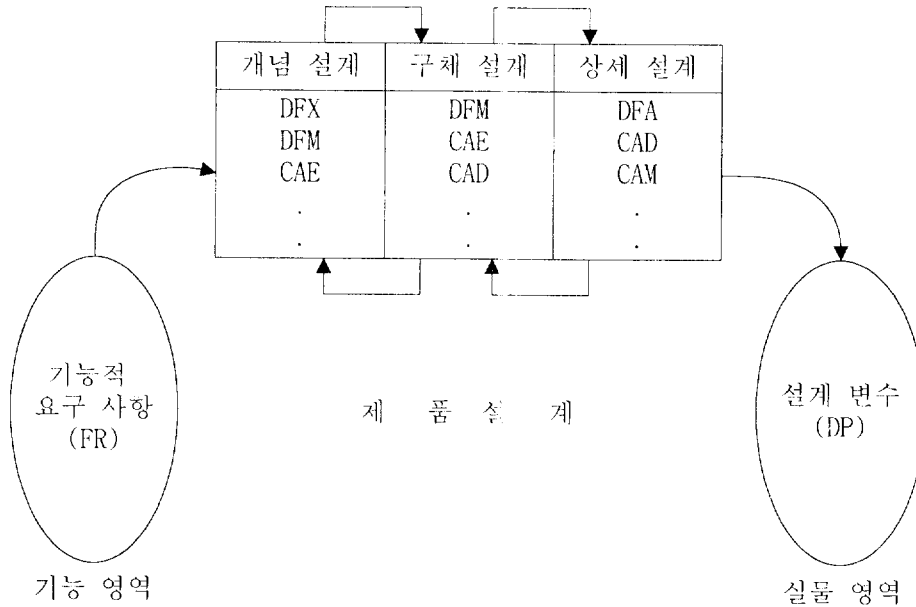 개념 설계 구체 설계 상세 설계
DFX DFM DFA
DFM CAE CAD
CAE CAD CAM
. . .
. . .
기능적
요구 사항
(FR)
제 품 설 계
설계 변수
(DP)
기능 영역
실물 영역